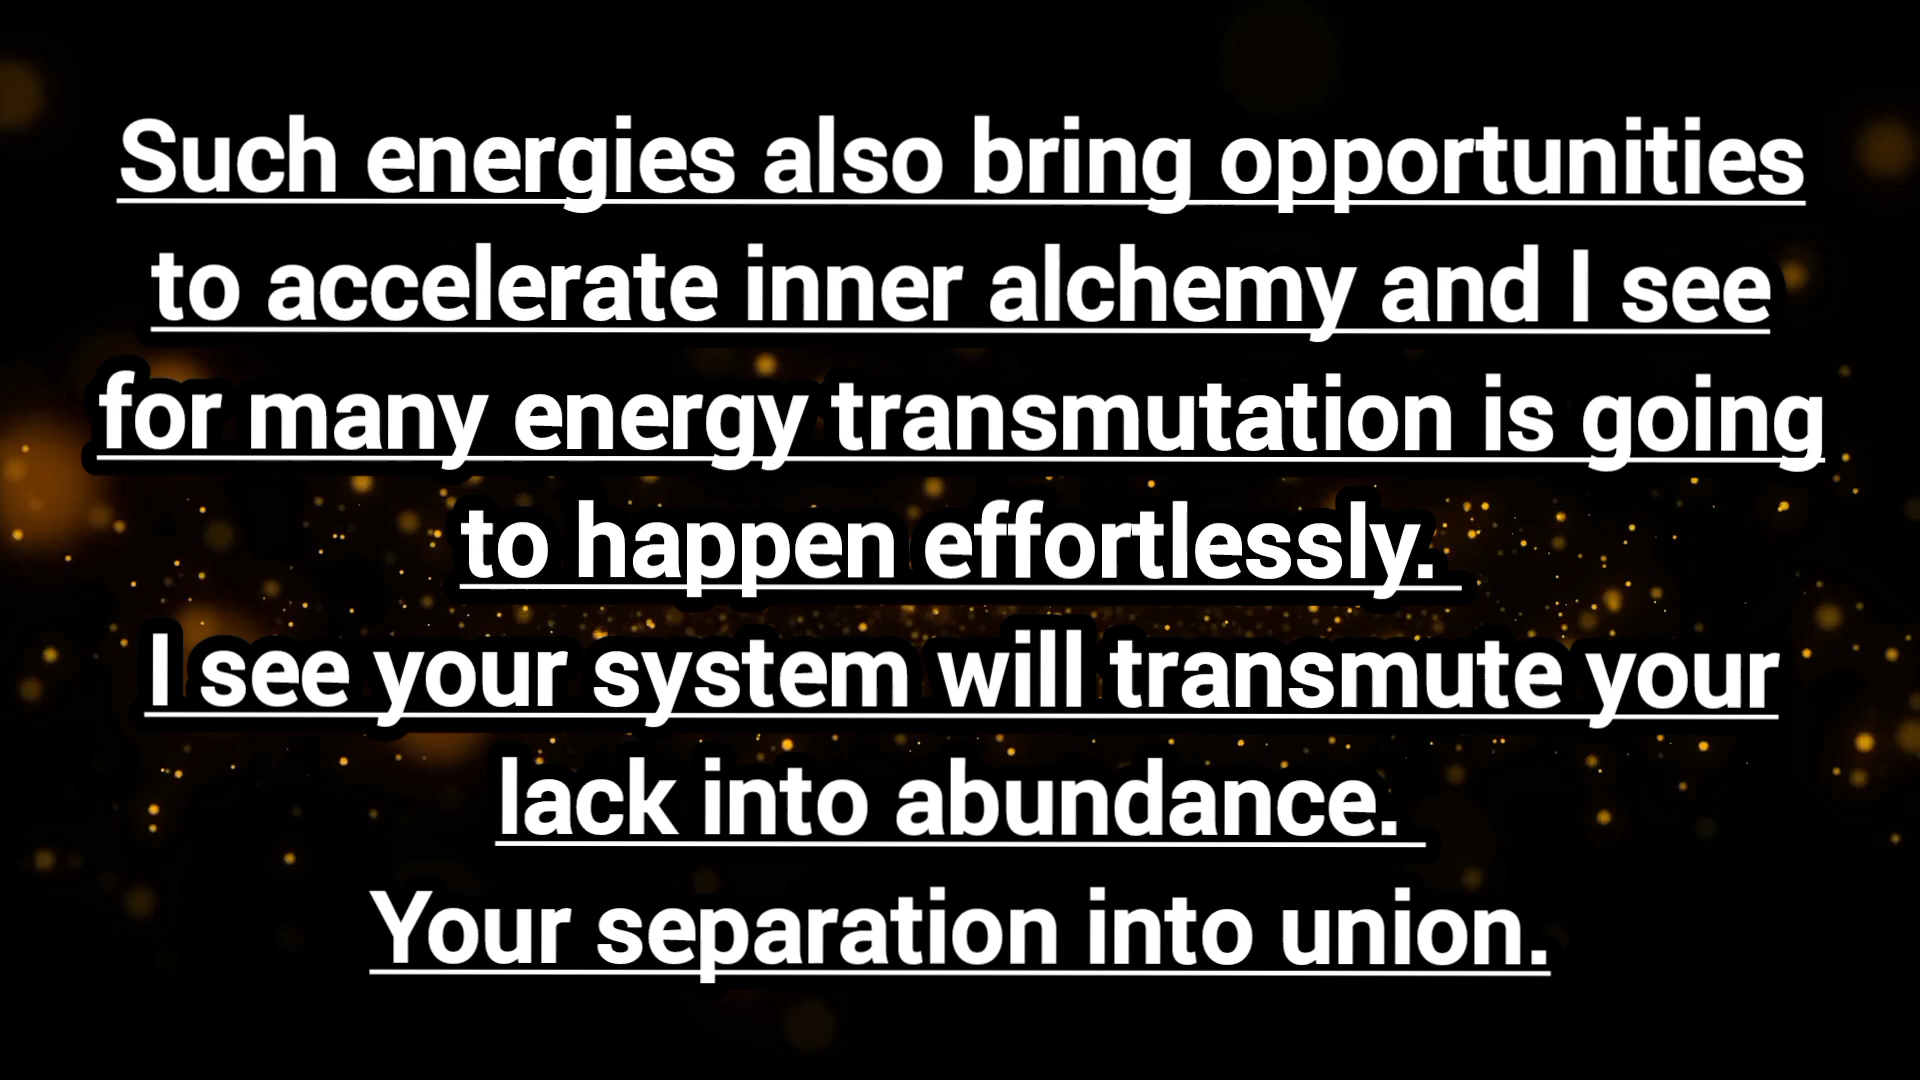 Such energies also bring opportunities
to accelerate inner alchemy and I see
for many energy transmutation is going
to happen effortlessly.
I see your system will transmute your
lack into abundance.
Your separation into union.